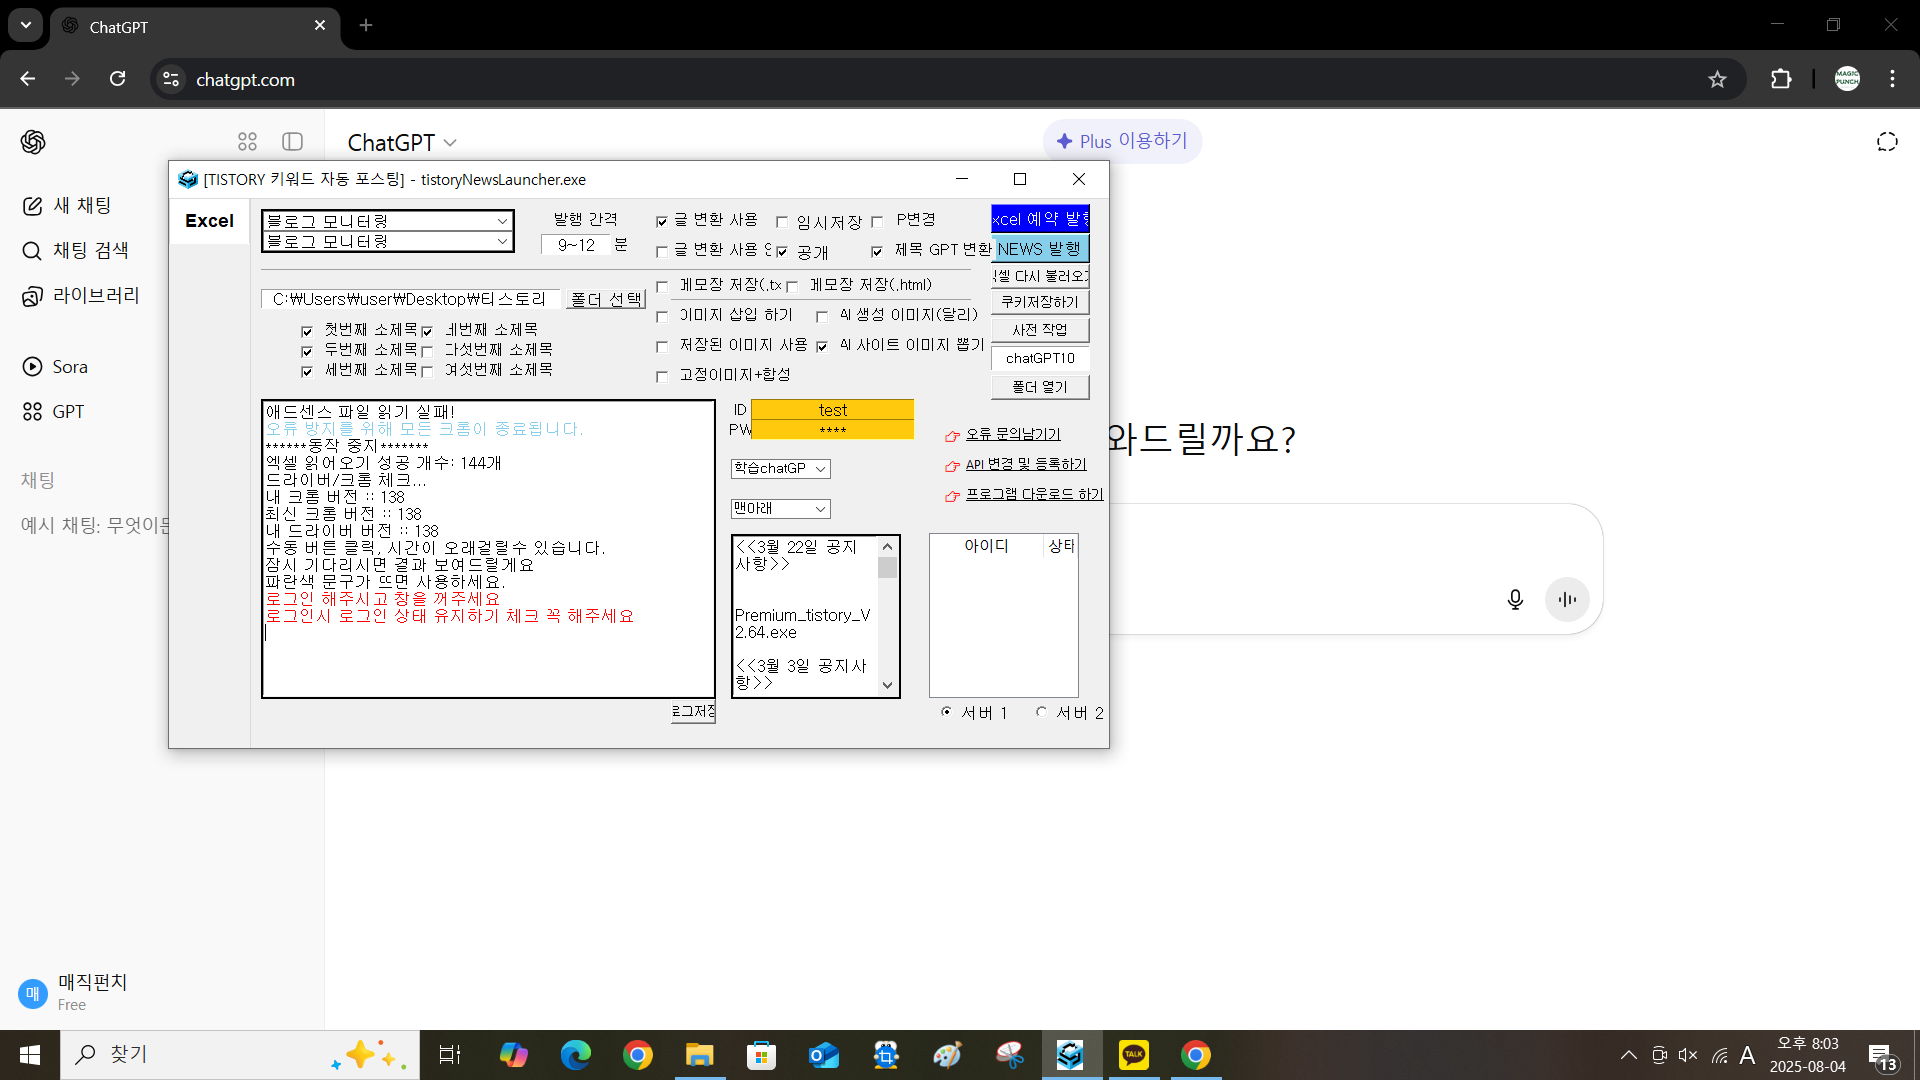 ChatGPT
chatgpt.com
ChatGPT
Plus 이용하기
새 채팅
채팅 검색
라이브러리
Sora
GPT
채팅
예시 채팅: 무엇이든
[TISTORY 키워드 자동 포스팅] - tistoryNewsLauncher.exe
Excel
블로그 모니터링
블로그 모니터링
발행 간격
9~12 분
글 변환 사용
임시저장
P변경
글 변환 사용
공개
제목 GPT 변환
xcel 예약 발행
NEWS 발행
엑셀 다시 불러오기
쿠키저장하기
사전 작업
chatGPT10
폴더 열기
C:₩Users₩user₩Desktop₩티스토리
폴더 선택
메모장 저장(.tx
메모장 저장(.html)
이미지 삽입 하기
AI 생성 이미지(달리)
저장된 이미지 사용
AI 사이트 이미지 뽑기
고정이미지+합성
첫번째 소제목
네번째 소제목
두번째 소제목
다섯번째 소제목
세번째 소제목
여섯번째 소제목
애드센스 파일 읽기 실패!
오류 방지를 위해 모든 크롬이 종료됩니다.
******동작 중지*******
엑셀 읽어오기 성공 개수: 144개
드라이버/크롬 체크...
내 크롬 버전 :: 138
최신 크롬 버전 :: 138
내 드라이버 버전 :: 138
수동 버튼 클릭, 시간이 오래걸릴수 있습니다.
잠시 기다리시면 결과 보여드릴게요
파란색 문구가 뜨면 사용하세요.
로그인 해주시고 창을 꺼주세요
로그인시 로그인 상태 유지하기 체크 꼭 해주세요
로그저장
ID test
PW ****
학습chatGP
맨아래
오류 문의남기기
API 변경 및 등록하기
프로그램 다운로드 하기
<<3월 22일 공지
사항>>
Premium_tistory_V
2.64.exe
<<3월 3일 공지사
항>>
아이디 상태
서버 1
서버 2
와드릴까요?
매
매직펀치
Free
찾기
TALK
A
오후 8:03
2025-08-04
13
MAGIC
PUNCH